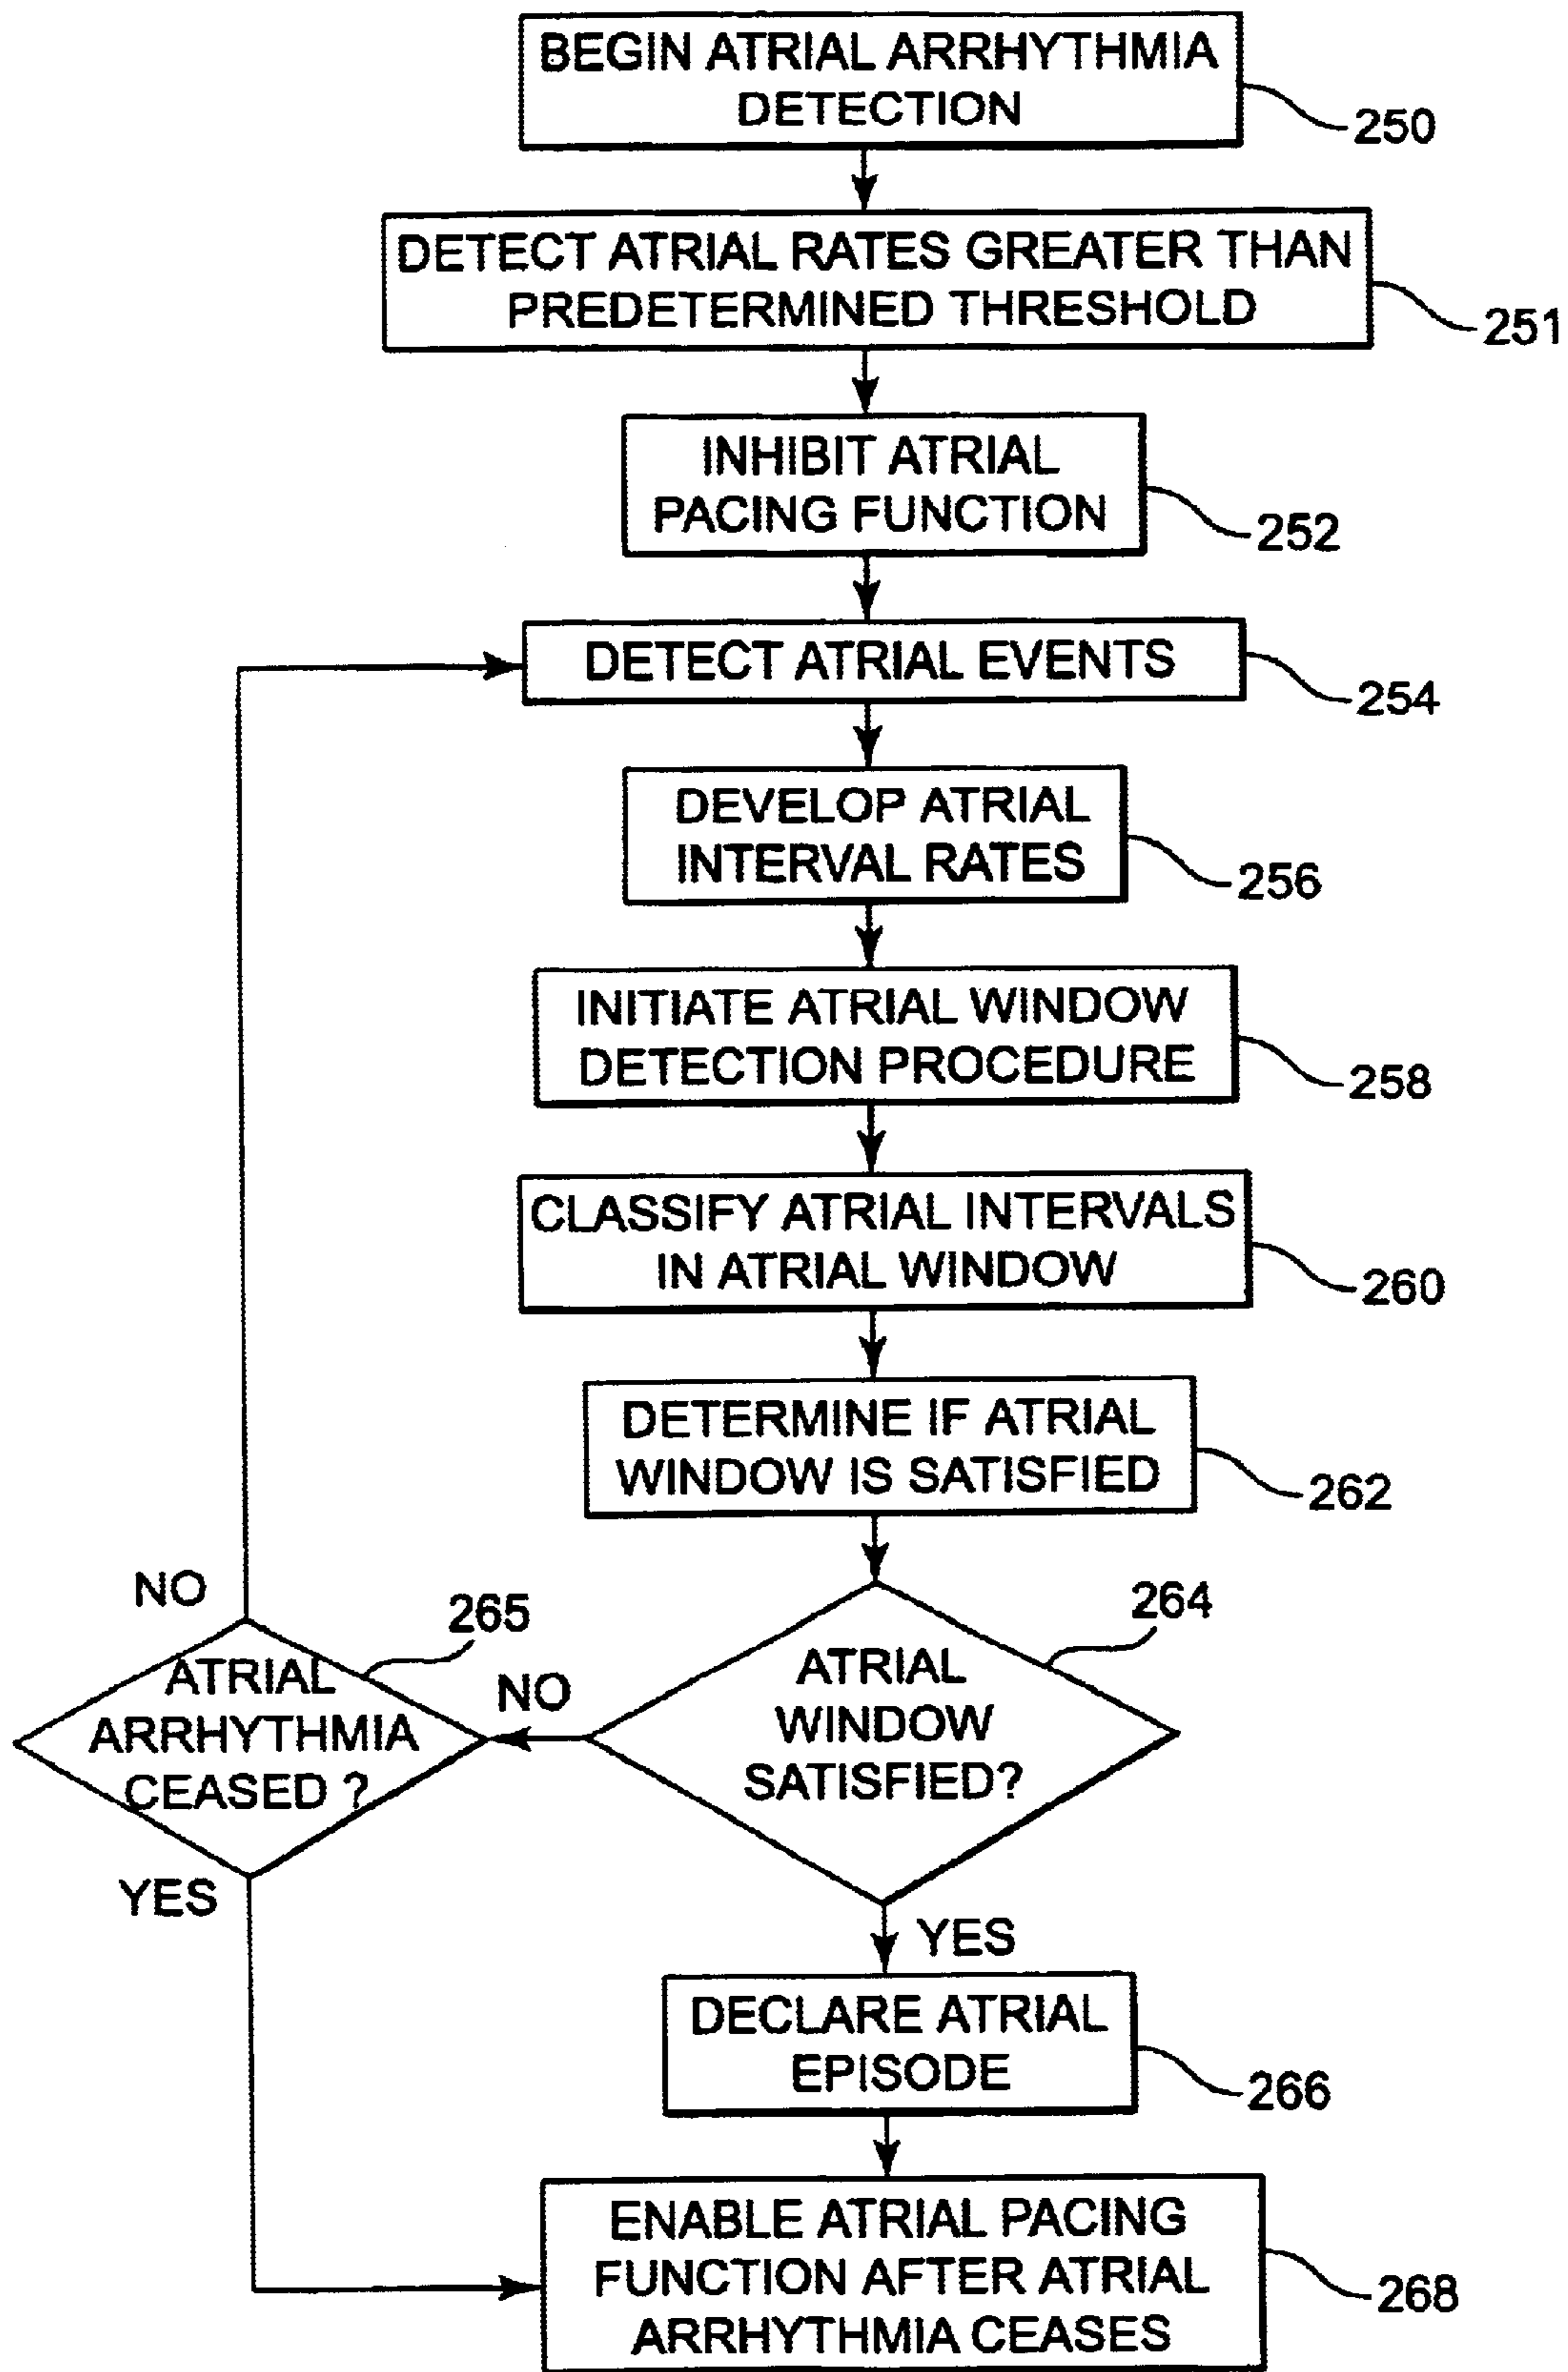 BEGIN ATRIAL ARRHYTHMIA
DETECTION
250
DETECT ATRIAL RATES GREATER THAN
PREDETERMINED THRESHOLD
251
INHIBIT ATRIAL
PACING FUNCTION
252
DETECT ATRIAL EVENTS
254
DEVELOP ATRIAL
INTERVAL RATES
256
INITIATE ATRIAL WINDOW
DETECTION PROCEDURE
258
CLASSIFY ATRIAL INTERVALS
IN ATRIAL WINDOW
260
DETERMINE IF ATRIAL
WINDOW IS SATISFIED
262
ATRIAL
WINDOW
SATISFIED?
264
NO
ATRIAL
ARRHYTHMIA
CEASED ?
265
NO
YES
YES
DECLARE ATRIAL
EPISODE
266
ENABLE ATRIAL PACING
FUNCTION AFTER ATRIAL
ARRHYTHMIA CEASES
268